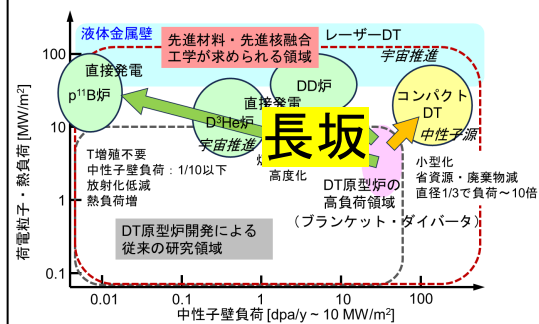 液体金属壁
レーザーDT
先進材料・先進核融合
工学が求められる領域
宇宙推進
100
直接発電
p¹¹B炉
DD炉
直接発電
コンパクト
DT
D³He炉
宇宙推進
中性子源
長坂
10
T増殖不要
中性子壁負荷:1/10以下
放射化低減
熱負荷増
高度化
小型化
省資源・廃棄物減
直径1/3で負荷~10倍
DT原型炉の
高負荷領域
(ブランケット・ダイバータ)
1
DT原型炉開発による
従来の研究領域
0.1
荷電粒子・熱負荷 [MW/m²]
0.01 0.1 1 10 100
中性子壁負荷 [dpa/y ~ 10 MW/m²]